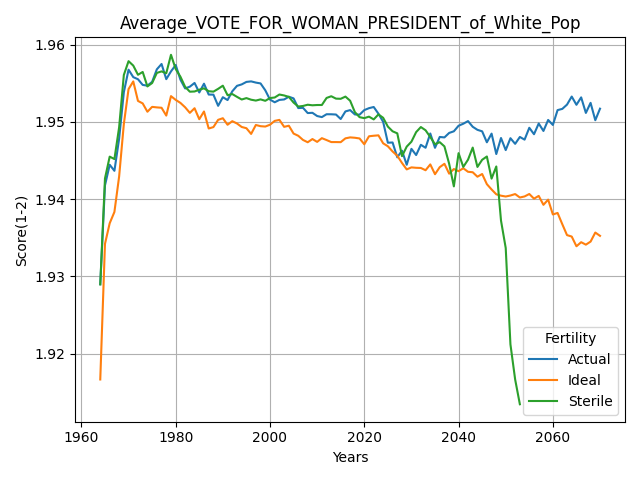 Average_VOTE_FOR_WOMAN_PRESIDENT_of_White_Pop
1.96
1.95
1.94
1.93
1.92
Score(1-2)
1960
1980
2000
2020
2040
2060
Years
Fertility
Actual
Ideal
Sterile